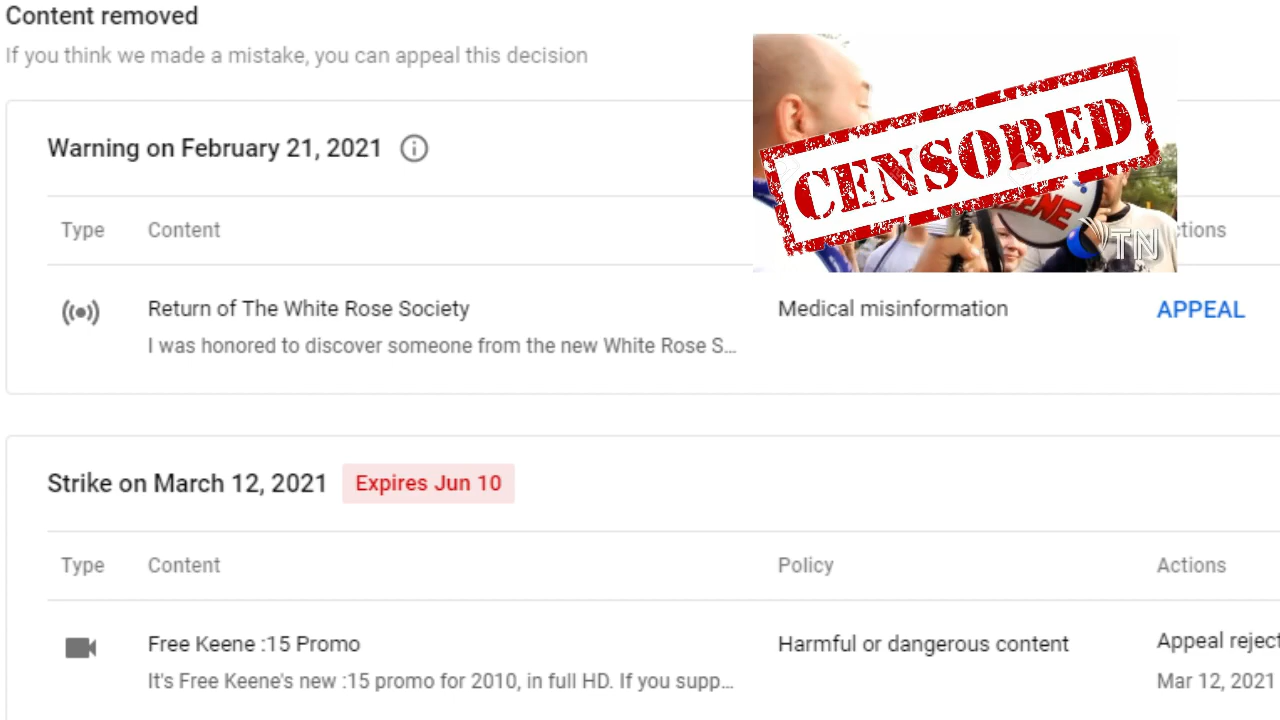 Content removed
If you think we made a mistake, you can appeal this decision
CENSORED
Warning on February 21, 2021
Type Content ctions
TN
Return of The White Rose Society Medical misinformation APPEAL
I was honored to discover someone from the new White Rose S...
Strike on March 12, 2021 Expires Jun 10
Type Content Policy Actions
Free Keene :15 Promo Harmful or dangerous content Appeal reject
It's Free Keene's new :15 promo for 2010, in full HD. If you supp... Mar 12, 2021